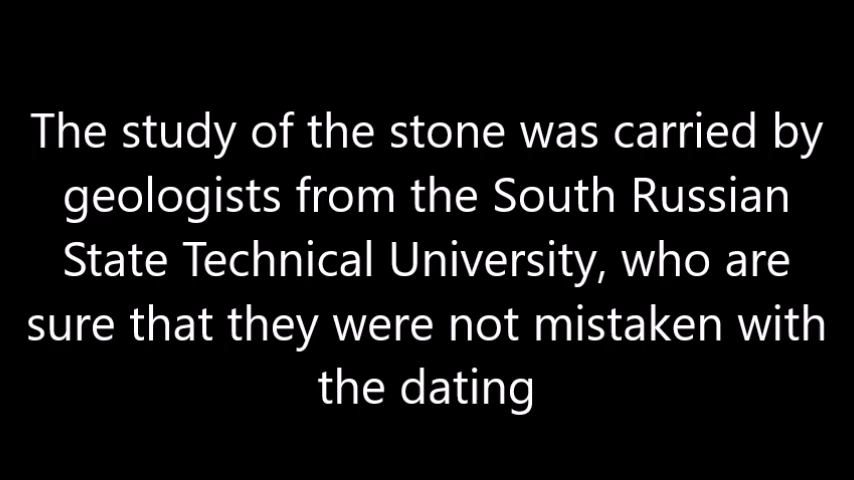 The study of the stone was carried by
geologists from the South Russian
State Technical University, who are
sure that they were not mistaken with
the dating